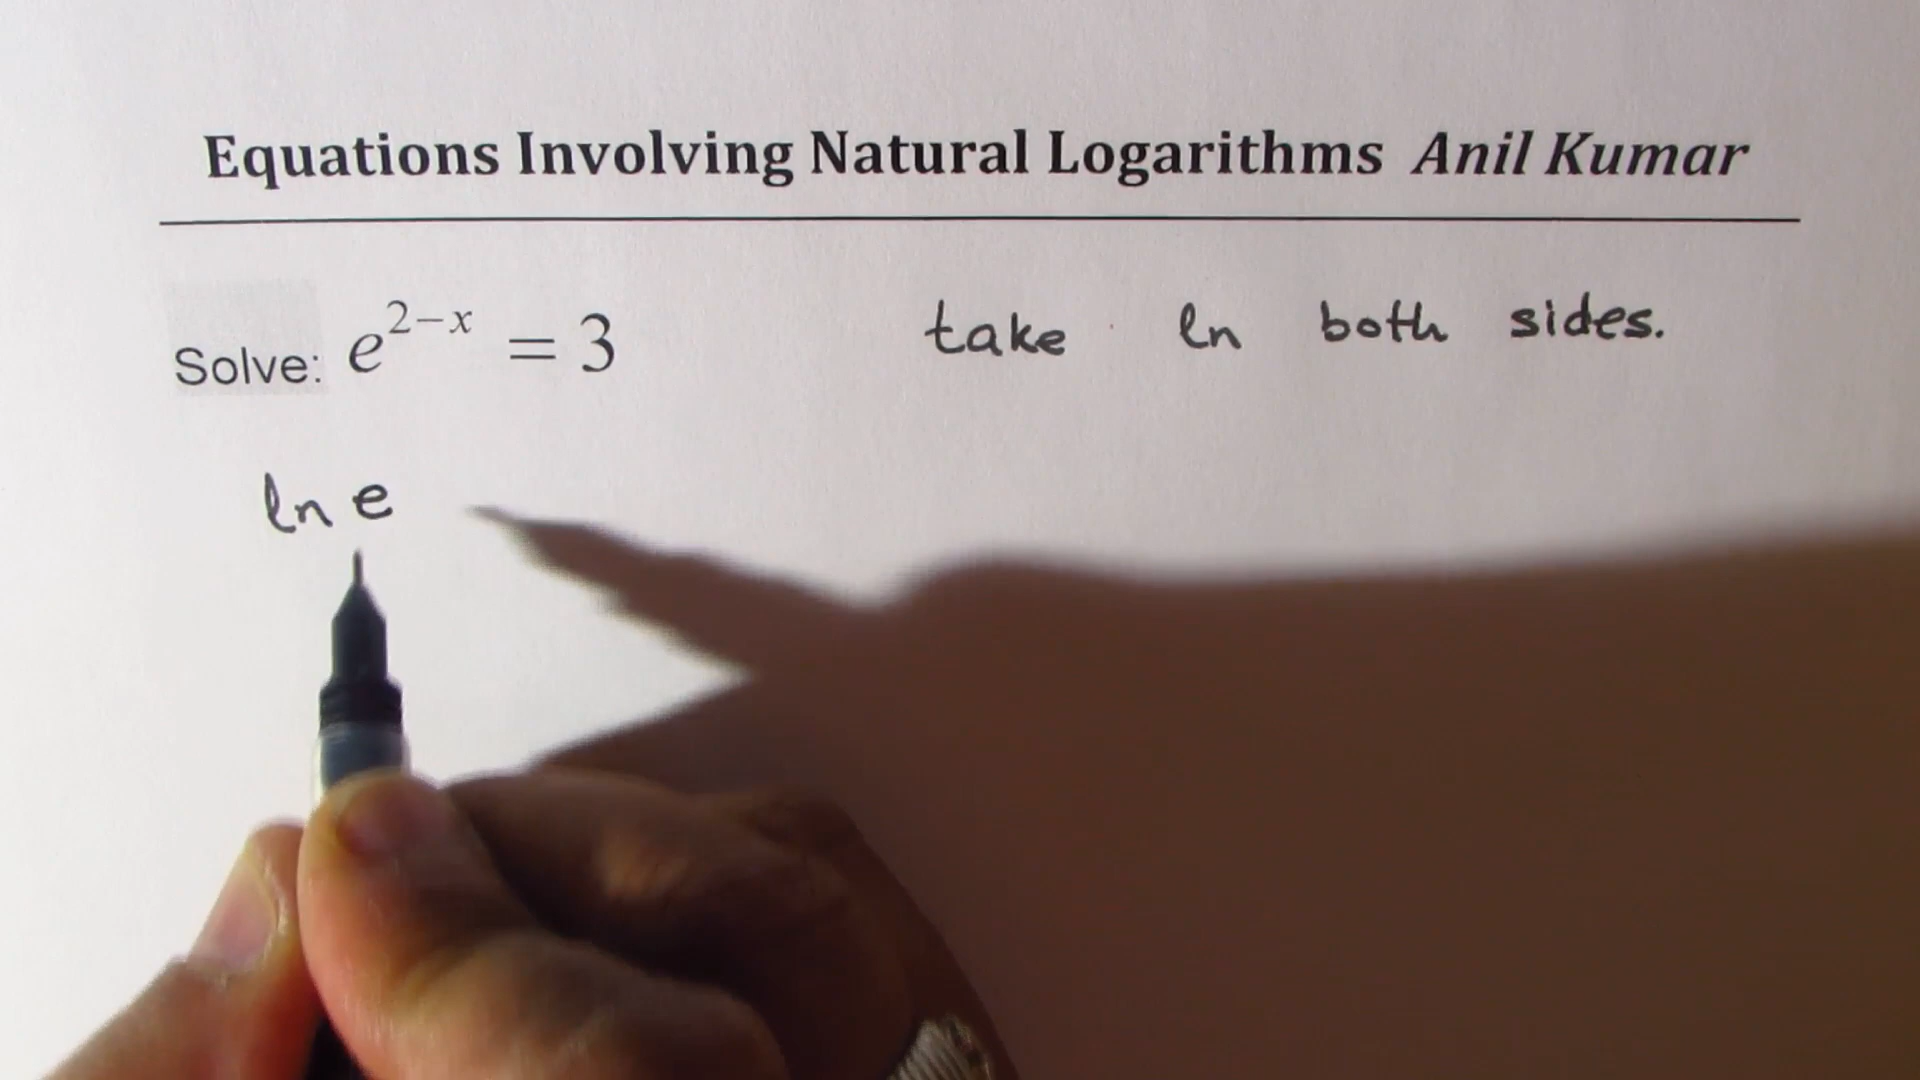 Equations Involving Natural Logarithms Anil Kumar
Solve: e^{2-x} = 3 take ln both sides.
ln e